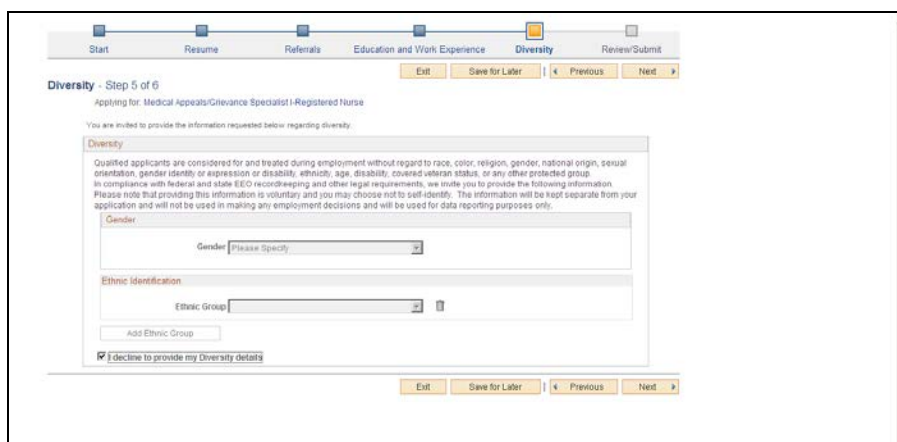 Start Resume Referrals Education and Work Experience Diversity Review/Submit
Exit Save for Later | Previous Next
Diversity - Step 5 of 6
Applying for: Medical Appeals/Grievance Specialist I-Registered Nurse
You are invited to provide the information requested below regarding diversity.
Diversity
Qualified applicants are considered for and treated during employment without regard to race, color, religion, gender, national origin, sexual
orientation, gender identity or expression or disability, ethnicity, age, disability, covered veteran status, or any other protected group.
In compliance with federal and state EEO recordkeeping and other legal requirements, we invite you to provide the following information.
Please note that providing this information is voluntary and you may choose not to self-identify. The information will be kept separate from your
application and will not be used in making any employment decisions and will be used for data reporting purposes only.
Gender
Gender Please Specify
Ethnic Identification
Ethnic Group
Add Ethnic Group
I decline to provide my Diversity details
Exit Save for Later | Previous Next